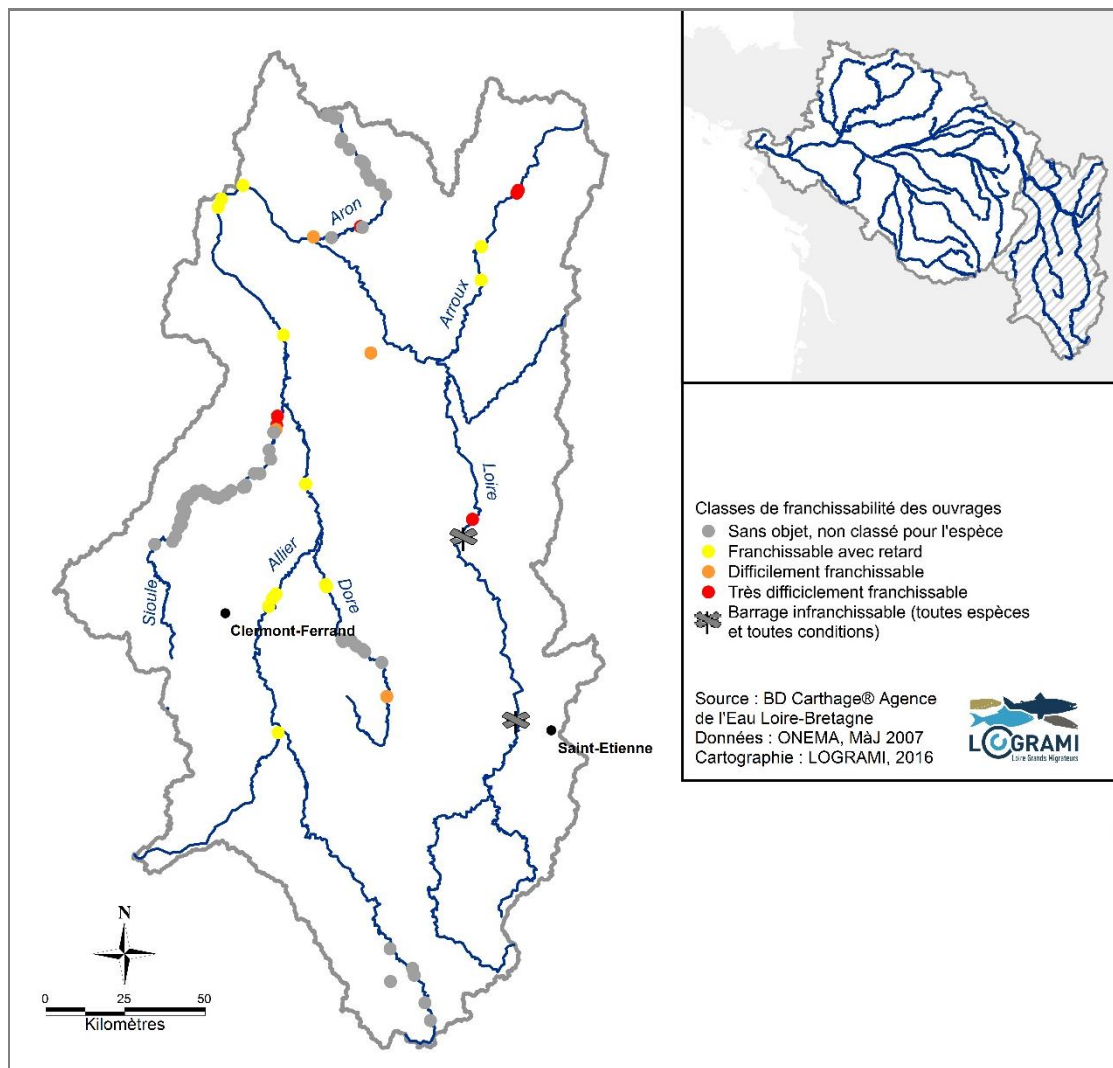 Aron
Arroux
Loire
Allier
Dore
Sioule
Clermont-Ferrand
Saint-Etienne
N
0 25 50
Kilomètres
Classes de franchissabilité des ouvrages
Sans objet, non classé pour l'espèce
Franchissable avec retard
Difficilement franchissable
Très difficiclement franchissable
Barrage infranchissable (toutes espèces
et toutes conditions)
Source : BD Carthage® Agence
de l'Eau Loire-Bretagne
Données : ONEMA, MàJ 2007
Cartographie : LOGRAMI, 2016
LOGRAMI
Loire Grands Migrateurs